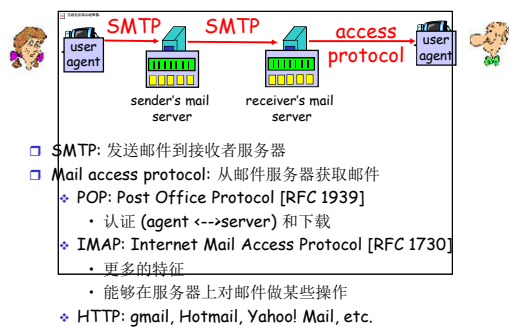 SMTP SMTP access protocol
user agent
user agent
sender's mail server
receiver's mail server
SMTP: 发送邮件到接收者服务器
Mail access protocol: 从邮件服务器获取邮件
POP: Post Office Protocol [RFC 1939]
• 认证 (agent <-->server) 和下载
IMAP: Internet Mail Access Protocol [RFC 1730]
• 更多的特征
• 能够在服务器上对邮件做某些操作
HTTP: gmail, Hotmail, Yahoo! Mail, etc.